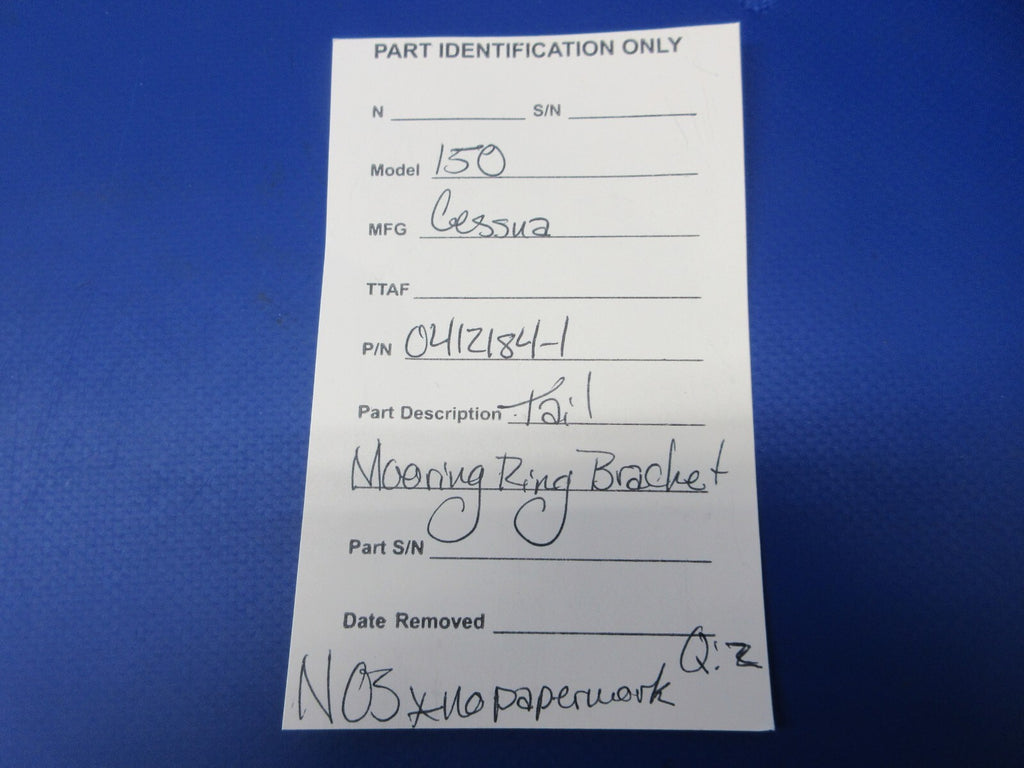 PART IDENTIFICATION ONLY
N S/N
Model 150
MFG Cessna
TTAF
P/N 0412184-1
Part Description Tail
Mooring Ring Bracket
Part S/N
Date Removed
Q: 2
NOS *no paperwork